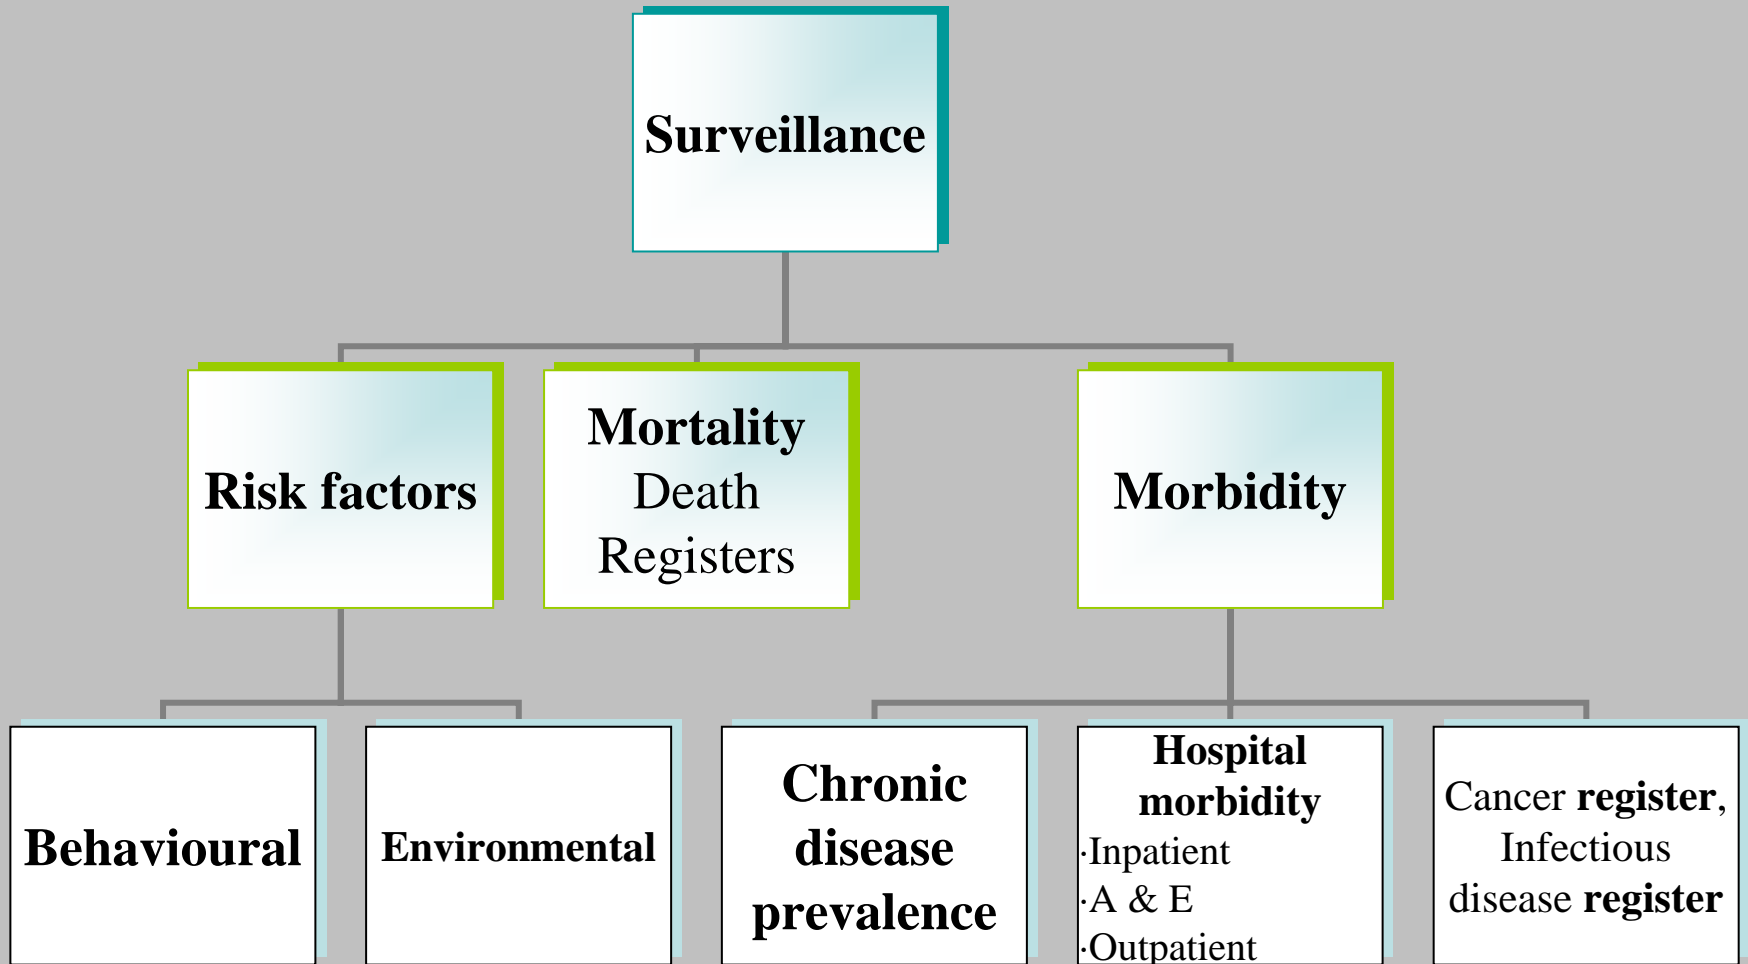 Surveillance
Risk factors
Mortality
Death
Registers
Morbidity
Behavioural
Environmental
Chronic
disease
prevalence
Hospital
morbidity
·Inpatient
·A & E
·Outpatient
Cancer register,
Infectious
disease register